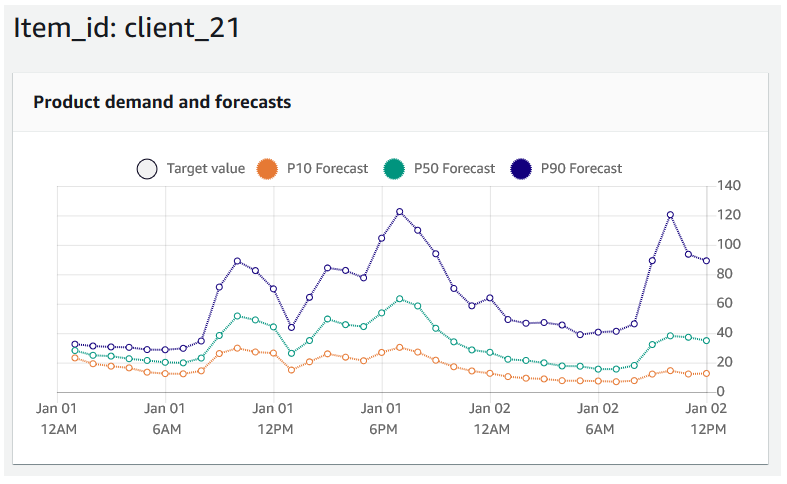 Item_id: client_21
Product demand and forecasts
Target value P10 Forecast P50 Forecast P90 Forecast
140
120
100
80
60
40
20
0
Jan 01 Jan 01 Jan 01 Jan 01 Jan 02 Jan 02 Jan 02
12AM 6AM 12PM 6PM 12AM 6AM 12PM